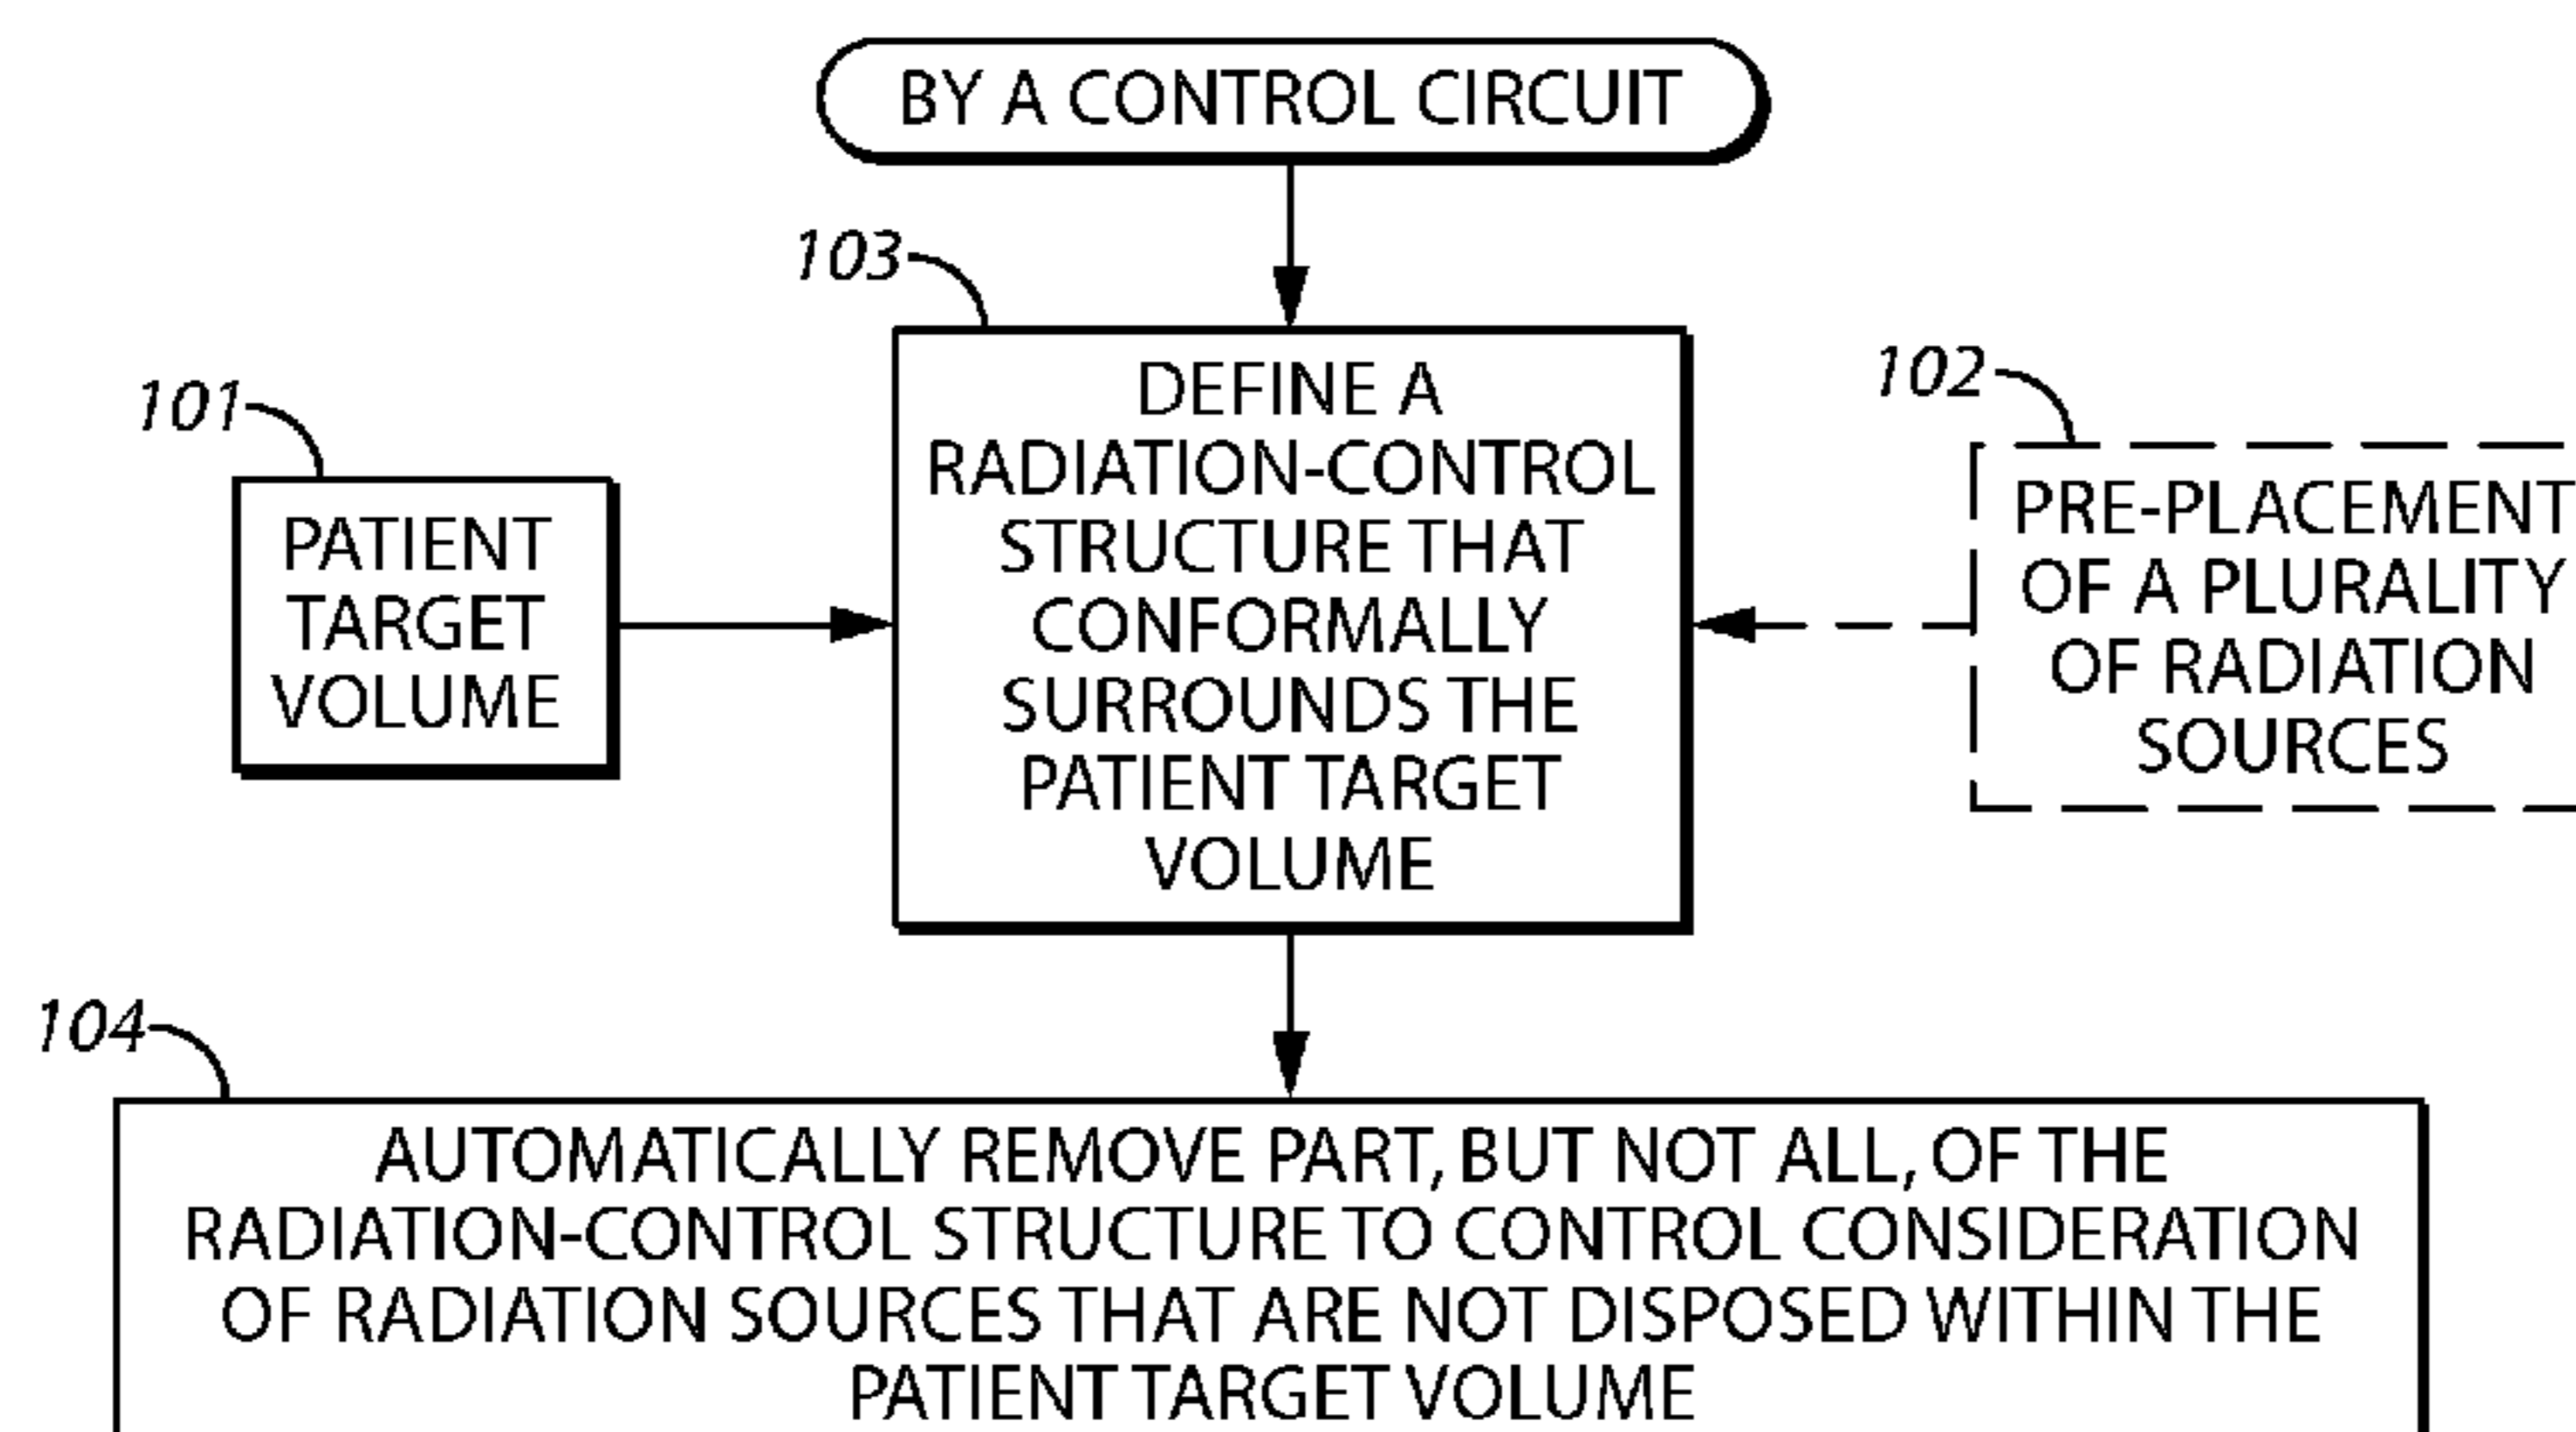 BY A CONTROL CIRCUIT
103
DEFINE A
RADIATION-CONTROL
STRUCTURE THAT
CONFORMALLY
SURROUNDS THE
PATIENT TARGET
VOLUME
101
PATIENT
TARGET
VOLUME
102
PRE-PLACEMENT
OF A PLURALITY
OF RADIATION
SOURCES
104
AUTOMATICALLY REMOVE PART, BUT NOT ALL, OF THE
RADIATION-CONTROL STRUCTURE TO CONTROL CONSIDERATION
OF RADIATION SOURCES THAT ARE NOT DISPOSED WITHIN THE
PATIENT TARGET VOLUME